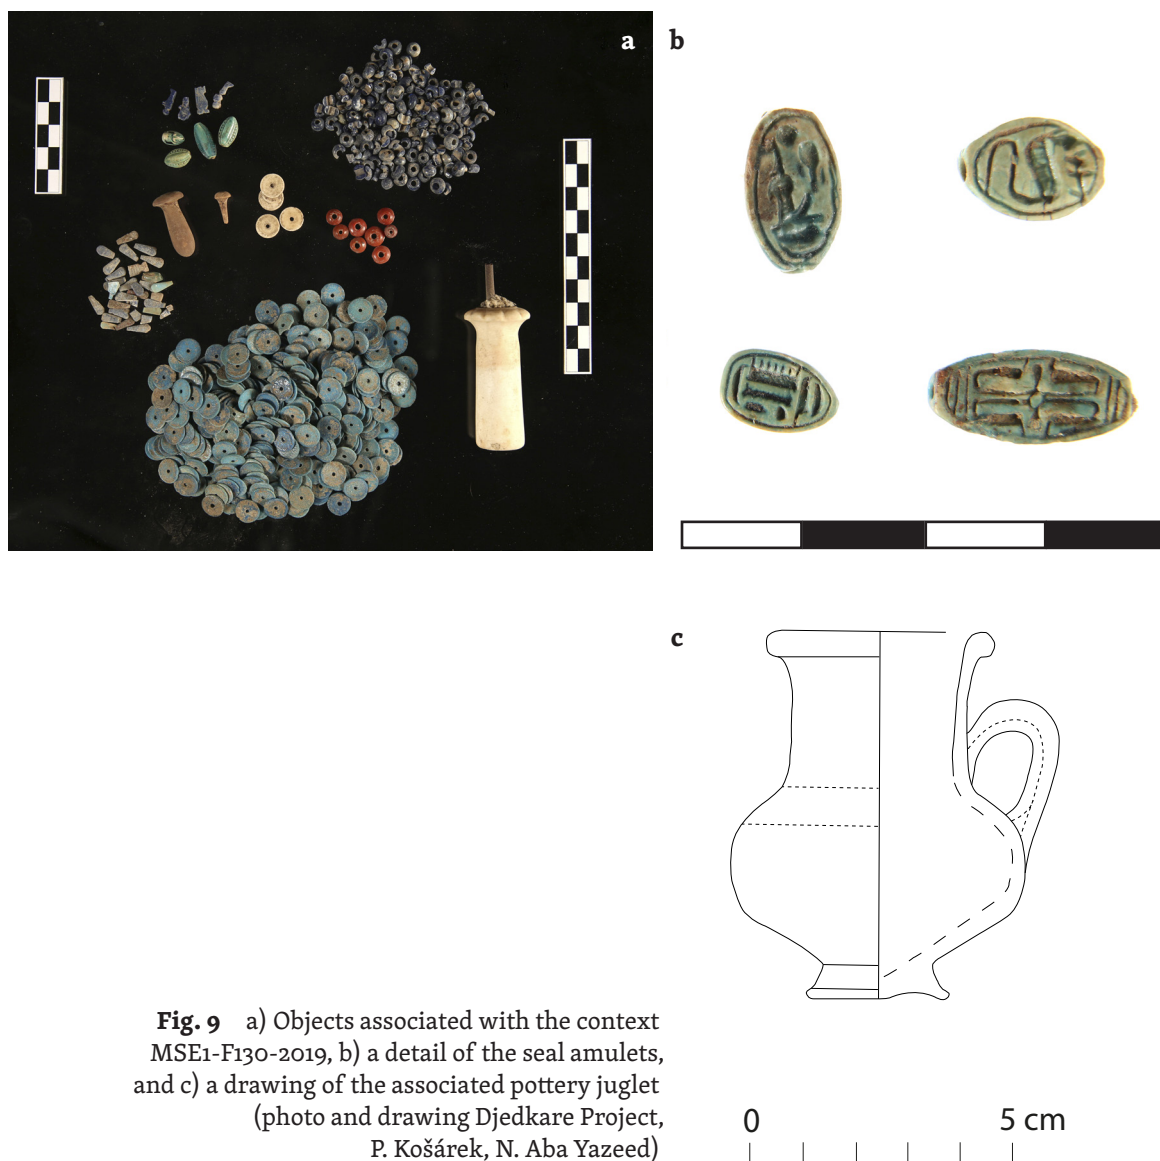 a
b
c
Fig. 9 a) Objects associated with the context
MSE1-F130-2019, b) a detail of the seal amulets,
and c) a drawing of the associated pottery juglet
(photo and drawing Djedkare Project,
P. Košárek, N. Aba Yazeed)
0 5 cm